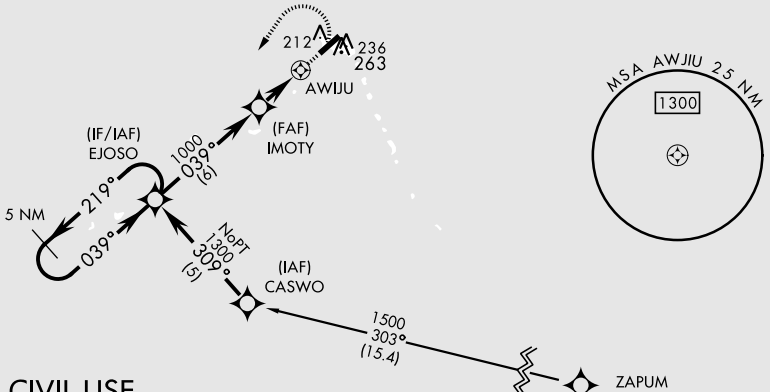 212
236
263
AWIJU
MSA AWJIU 25 NM
1300
(FAF)
IMOTY
(IF/IAF)
EJOSO
1000
039°
(6)
219°
5 NM
039°
NoPT
1300
309°
(5)
(IAF)
CASWO
1500
303°
(15.4)
ZAPUM
CIVIL USE